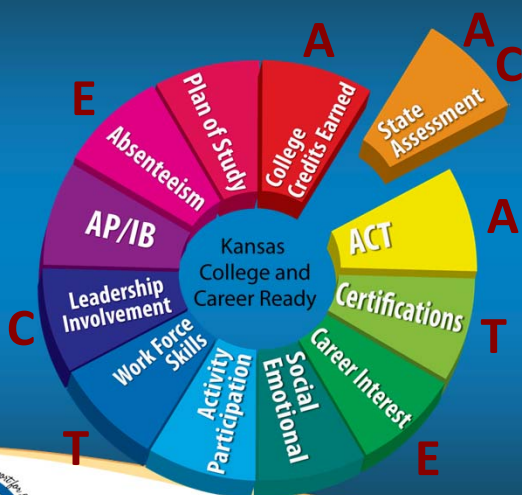 A
A
C
E
Plan of Study
College
Credits Earned
State
Assessment
Absenteeism
AP/IB
Kansas
College and
Career Ready
ACT
A
Leadership
Involvement
Certifications
C
Work Force
Skills
Activity
Participation
Social
Emotional
Career Interest
T
T
E